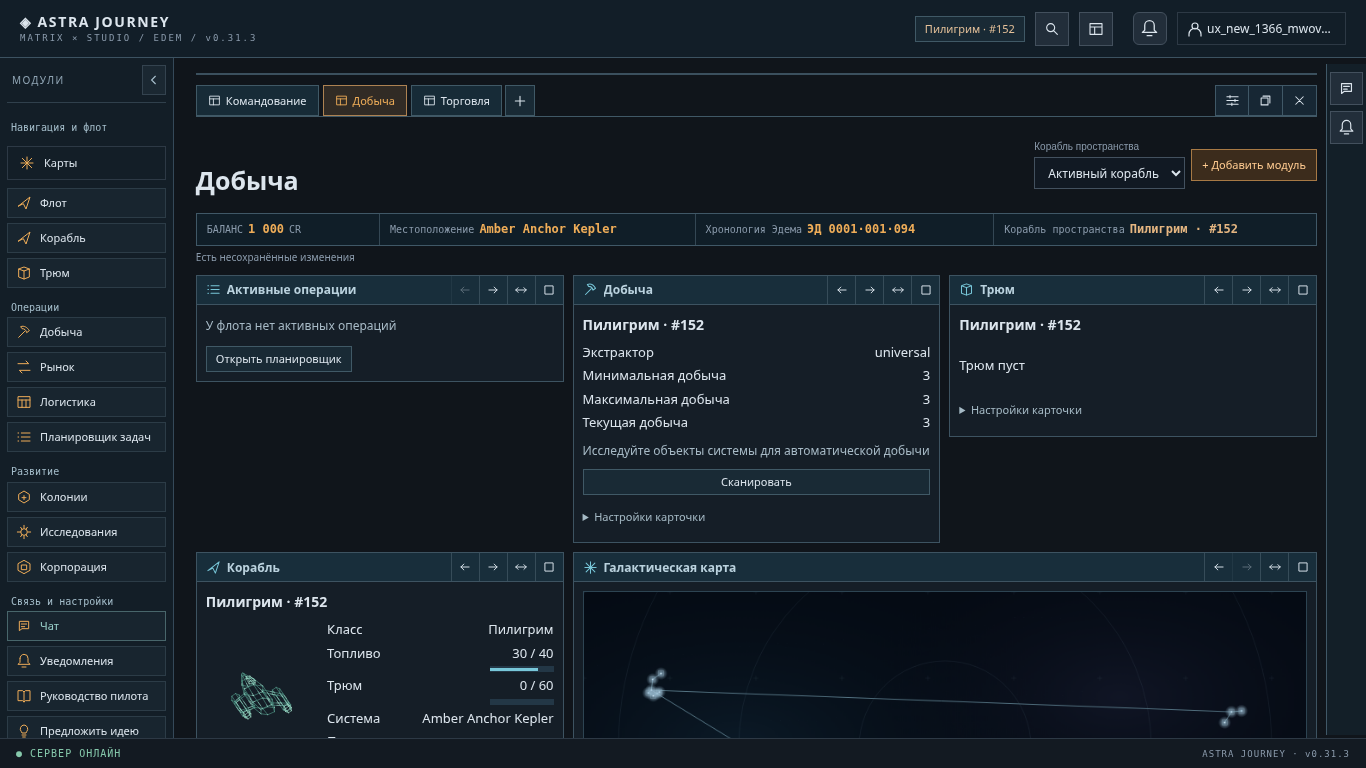 ◈ ASTRA JOURNEY
MATRIX × STUDIO / EDEM / v0.31.3
Пилигрим · #152
ux_new_1366_mwov...
МОДУЛИ
Навигация и флот
Карты
Флот
Корабль
Трюм
Операции
Добыча
Рынок
Логистика
Планировщик задач
Развитие
Колонии
Исследования
Корпорация
Связь и настройки
Чат
Уведомления
Руководство пилота
Предложить идею
Командование
Добыча
Торговля
Добыча
Корабль пространства
Активный корабль
+ Добавить модуль
БАЛАНС 1 000 CR
Местоположение Amber Anchor Kepler
Хронология Эдема ЭД 0001·001·094
Корабль пространства Пилигрим · #152
Есть несохранённые изменения
Активные операции
У флота нет активных операций
Открыть планировщик
Добыча
Пилигрим · #152
Экстрактор universal
Минимальная добыча 3
Максимальная добыча 3
Текущая добыча 3
Исследуйте объекты системы для автоматической добычи
Сканировать
Настройки карточки
Трюм
Пилигрим · #152
Трюм пуст
Настройки карточки
Корабль
Пилигрим · #152
Класс Пилигрим
Топливо 30 / 40
Трюм 0 / 60
Система Amber Anchor Kepler
Галактическая карта
СЕРВЕР ОНЛАЙН
ASTRA JOURNEY · v0.31.3